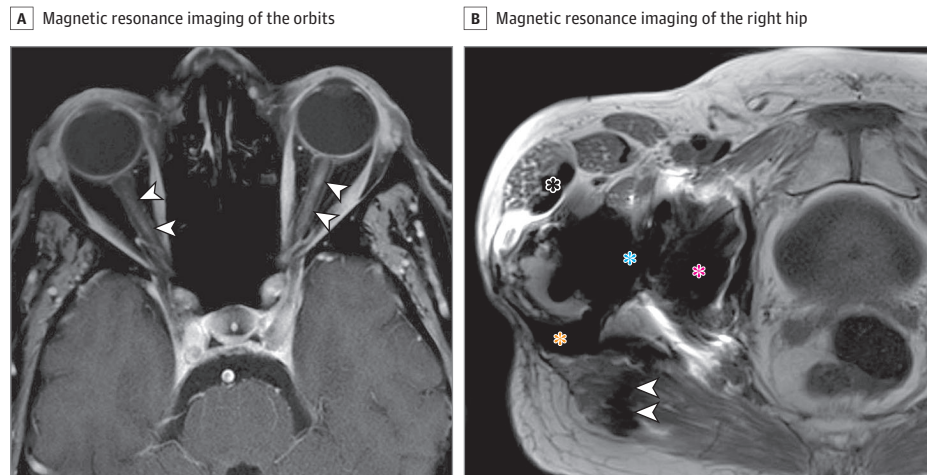 A Magnetic resonance imaging of the orbits
B Magnetic resonance imaging of the right hip